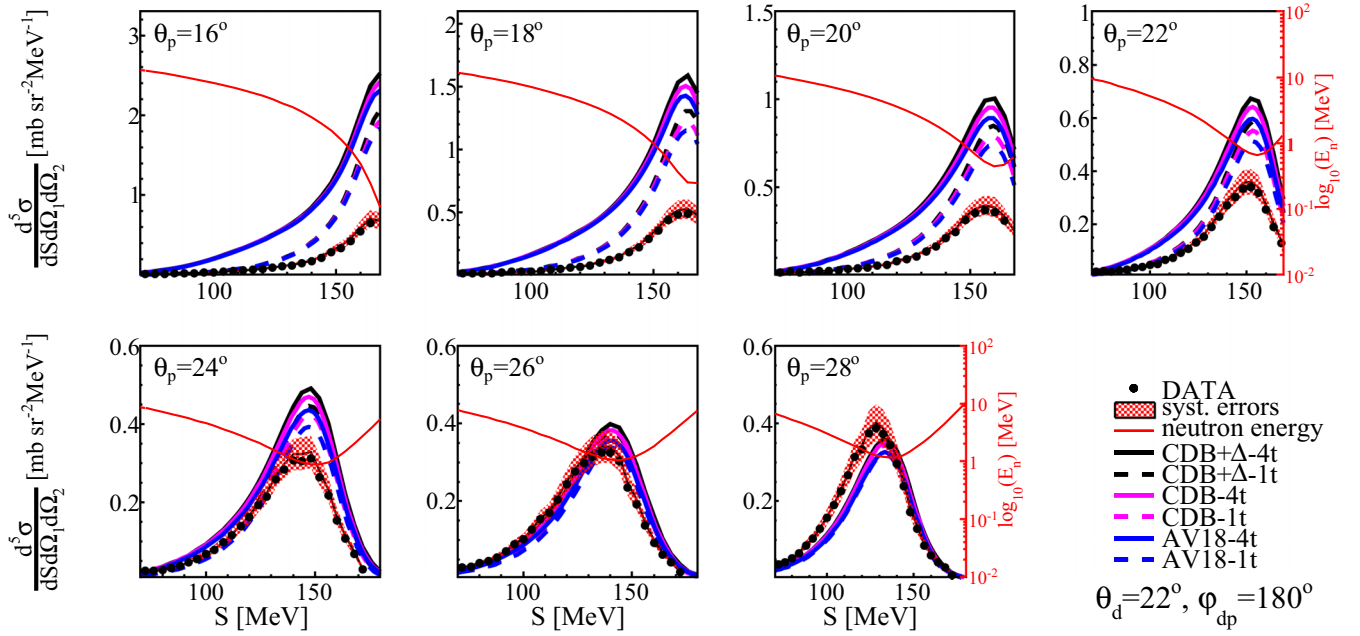 θp=16°
θp=18°
θp=20°
θp=22°
d⁵σ
dSdΩ₁dΩ₂ [mb sr⁻²MeV⁻¹]
3
2
1
2
1.5
1
0.5
1.5
1
0.5
1
0.8
0.6
0.4
0.2
10²
10
1
10⁻¹
10⁻²
log₁₀(Eₙ) [MeV]
100 150
100 150
100 150
100 150
θp=24°
θp=26°
θp=28°
d⁵σ
dSdΩ₁dΩ₂ [mb sr⁻²MeV⁻¹]
0.6
0.4
0.2
0.6
0.4
0.2
0.6
0.4
0.2
10²
10
1
10⁻¹
10⁻²
log₁₀(Eₙ) [MeV]
100 150
100 150
100 150
S [MeV]
S [MeV]
S [MeV]
DATA
syst. errors
neutron energy
CDB+Δ-4t
CDB+Δ-1t
CDB-4t
CDB-1t
AV18-4t
AV18-1t
θd=22°, φdp=180°